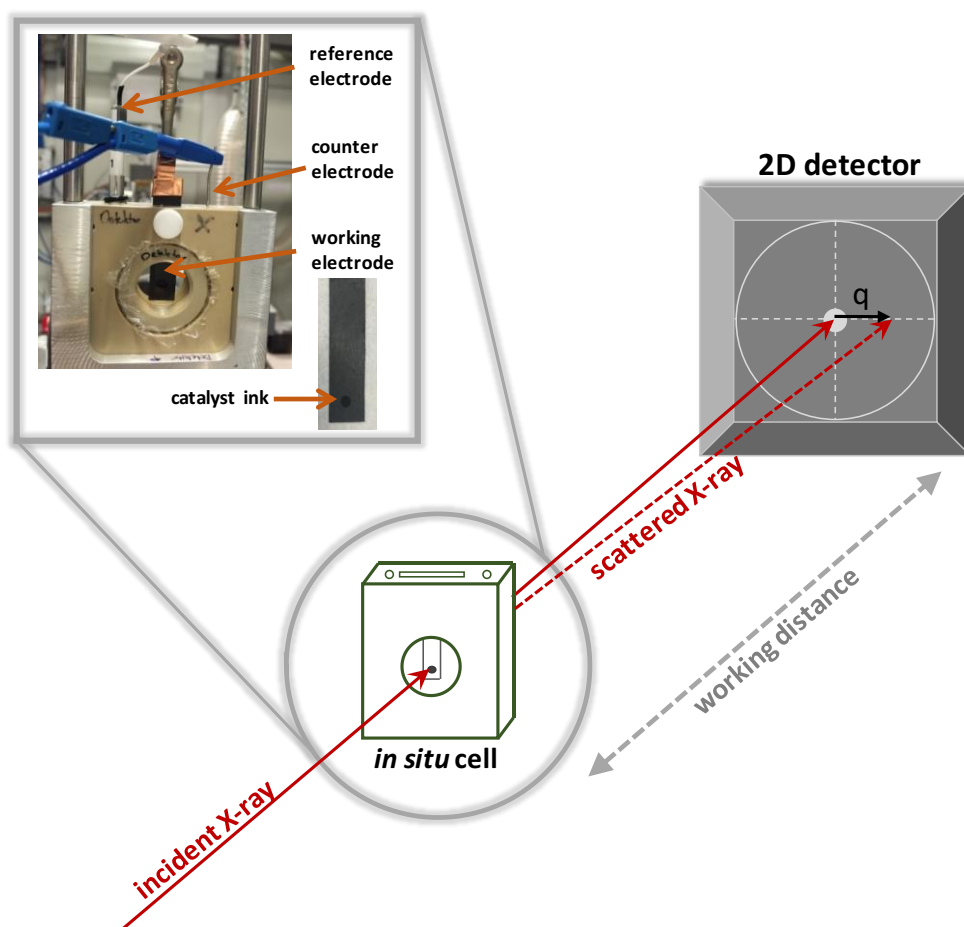 reference
electrode
counter
electrode
working
electrode
catalyst ink
2D detector
q
scattered X-ray
working distance
in situ cell
incident X-ray